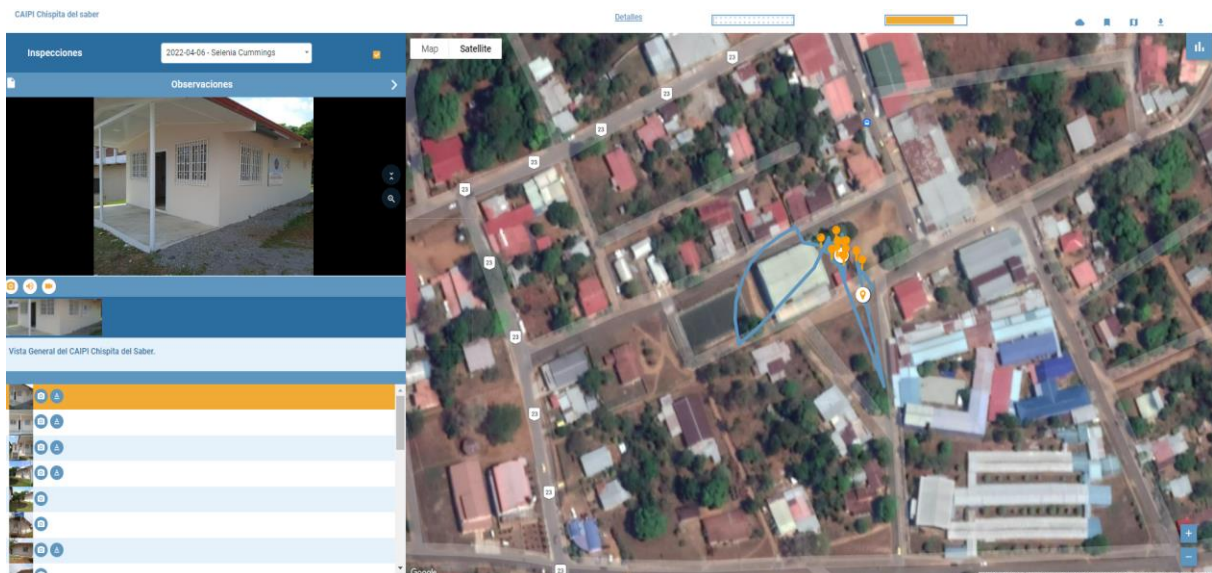 CAIPI Chispita del saber
Detalles
Inspecciones
2022-04-06 - Selenia Cummings
Observaciones
Vista General del CAIPI Chispita del Saber.
Map
Satellite
23
23
23
23
23
23
23
23
23
23
Google